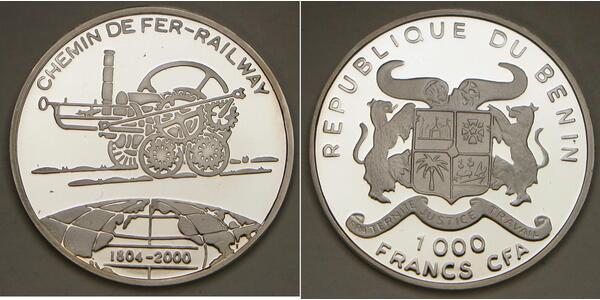 CHEMIN DE FER-RAILWAY
1804-2000
REPUBLIQUE DU BENIN
FRATERNITE JUSTICE TRAVAIL
1000
FRANCS CFA